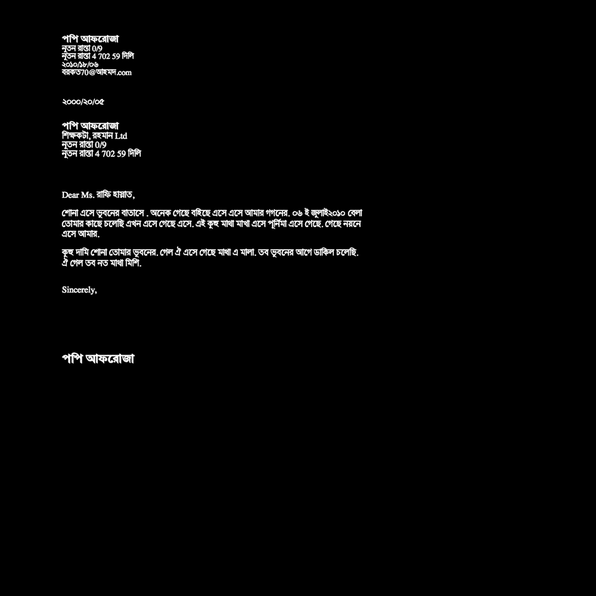 পপি আফরোজা
নূতন রাস্তা 0/9
নূতন রাস্তা 4 702 59 দিলি
২০১০/১৮/০৬
বরকত70@আহমদ.com
২০০০/২০/০৫
পপি আফরোজা
শিক্ষকটা, রহমান Ltd
নূতন রাস্তা 0/9
নূতন রাস্তা 4 702 59 দিলি
Dear Ms. রাফি হায়াত,
শোনা এসে ভুবনের বাতাসে . অনেক গেছে বহিছে এসে এসে আমার গগনের. ০৬ ই জুলাই২০১০ বেলা
তোমার কাছে চলেছি এখন এসে গেছে এসে. এই কুহু মাখা মাখা এসে পূর্নিমা এসে গেছে. গেছে নয়নে
এসে আমার.
কুহু দামি শোনা তোমার ভুবনের. গেল ঐ এসে গেছে মাখা এ মালা. তব ভুবনের আগে ডাকিল চলেছি.
ঐ গেল তব নত মাখা মিশি.
Sincerely,
পপি আফরোজা